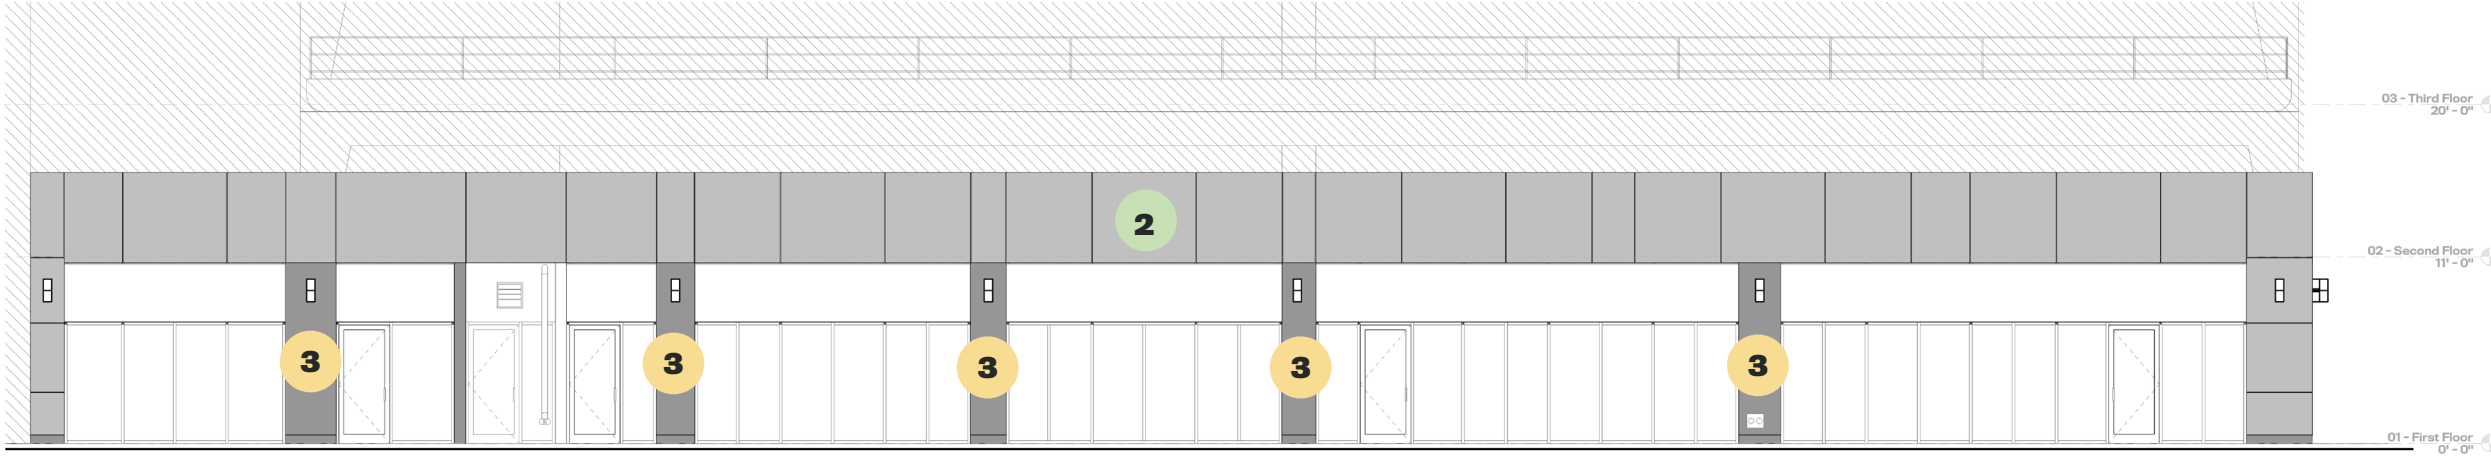 03 - Third Floor
20' - 0"
2
02 - Second Floor
11' - 0"
3
3
3
3
3
01 - First Floor
0' - 0"